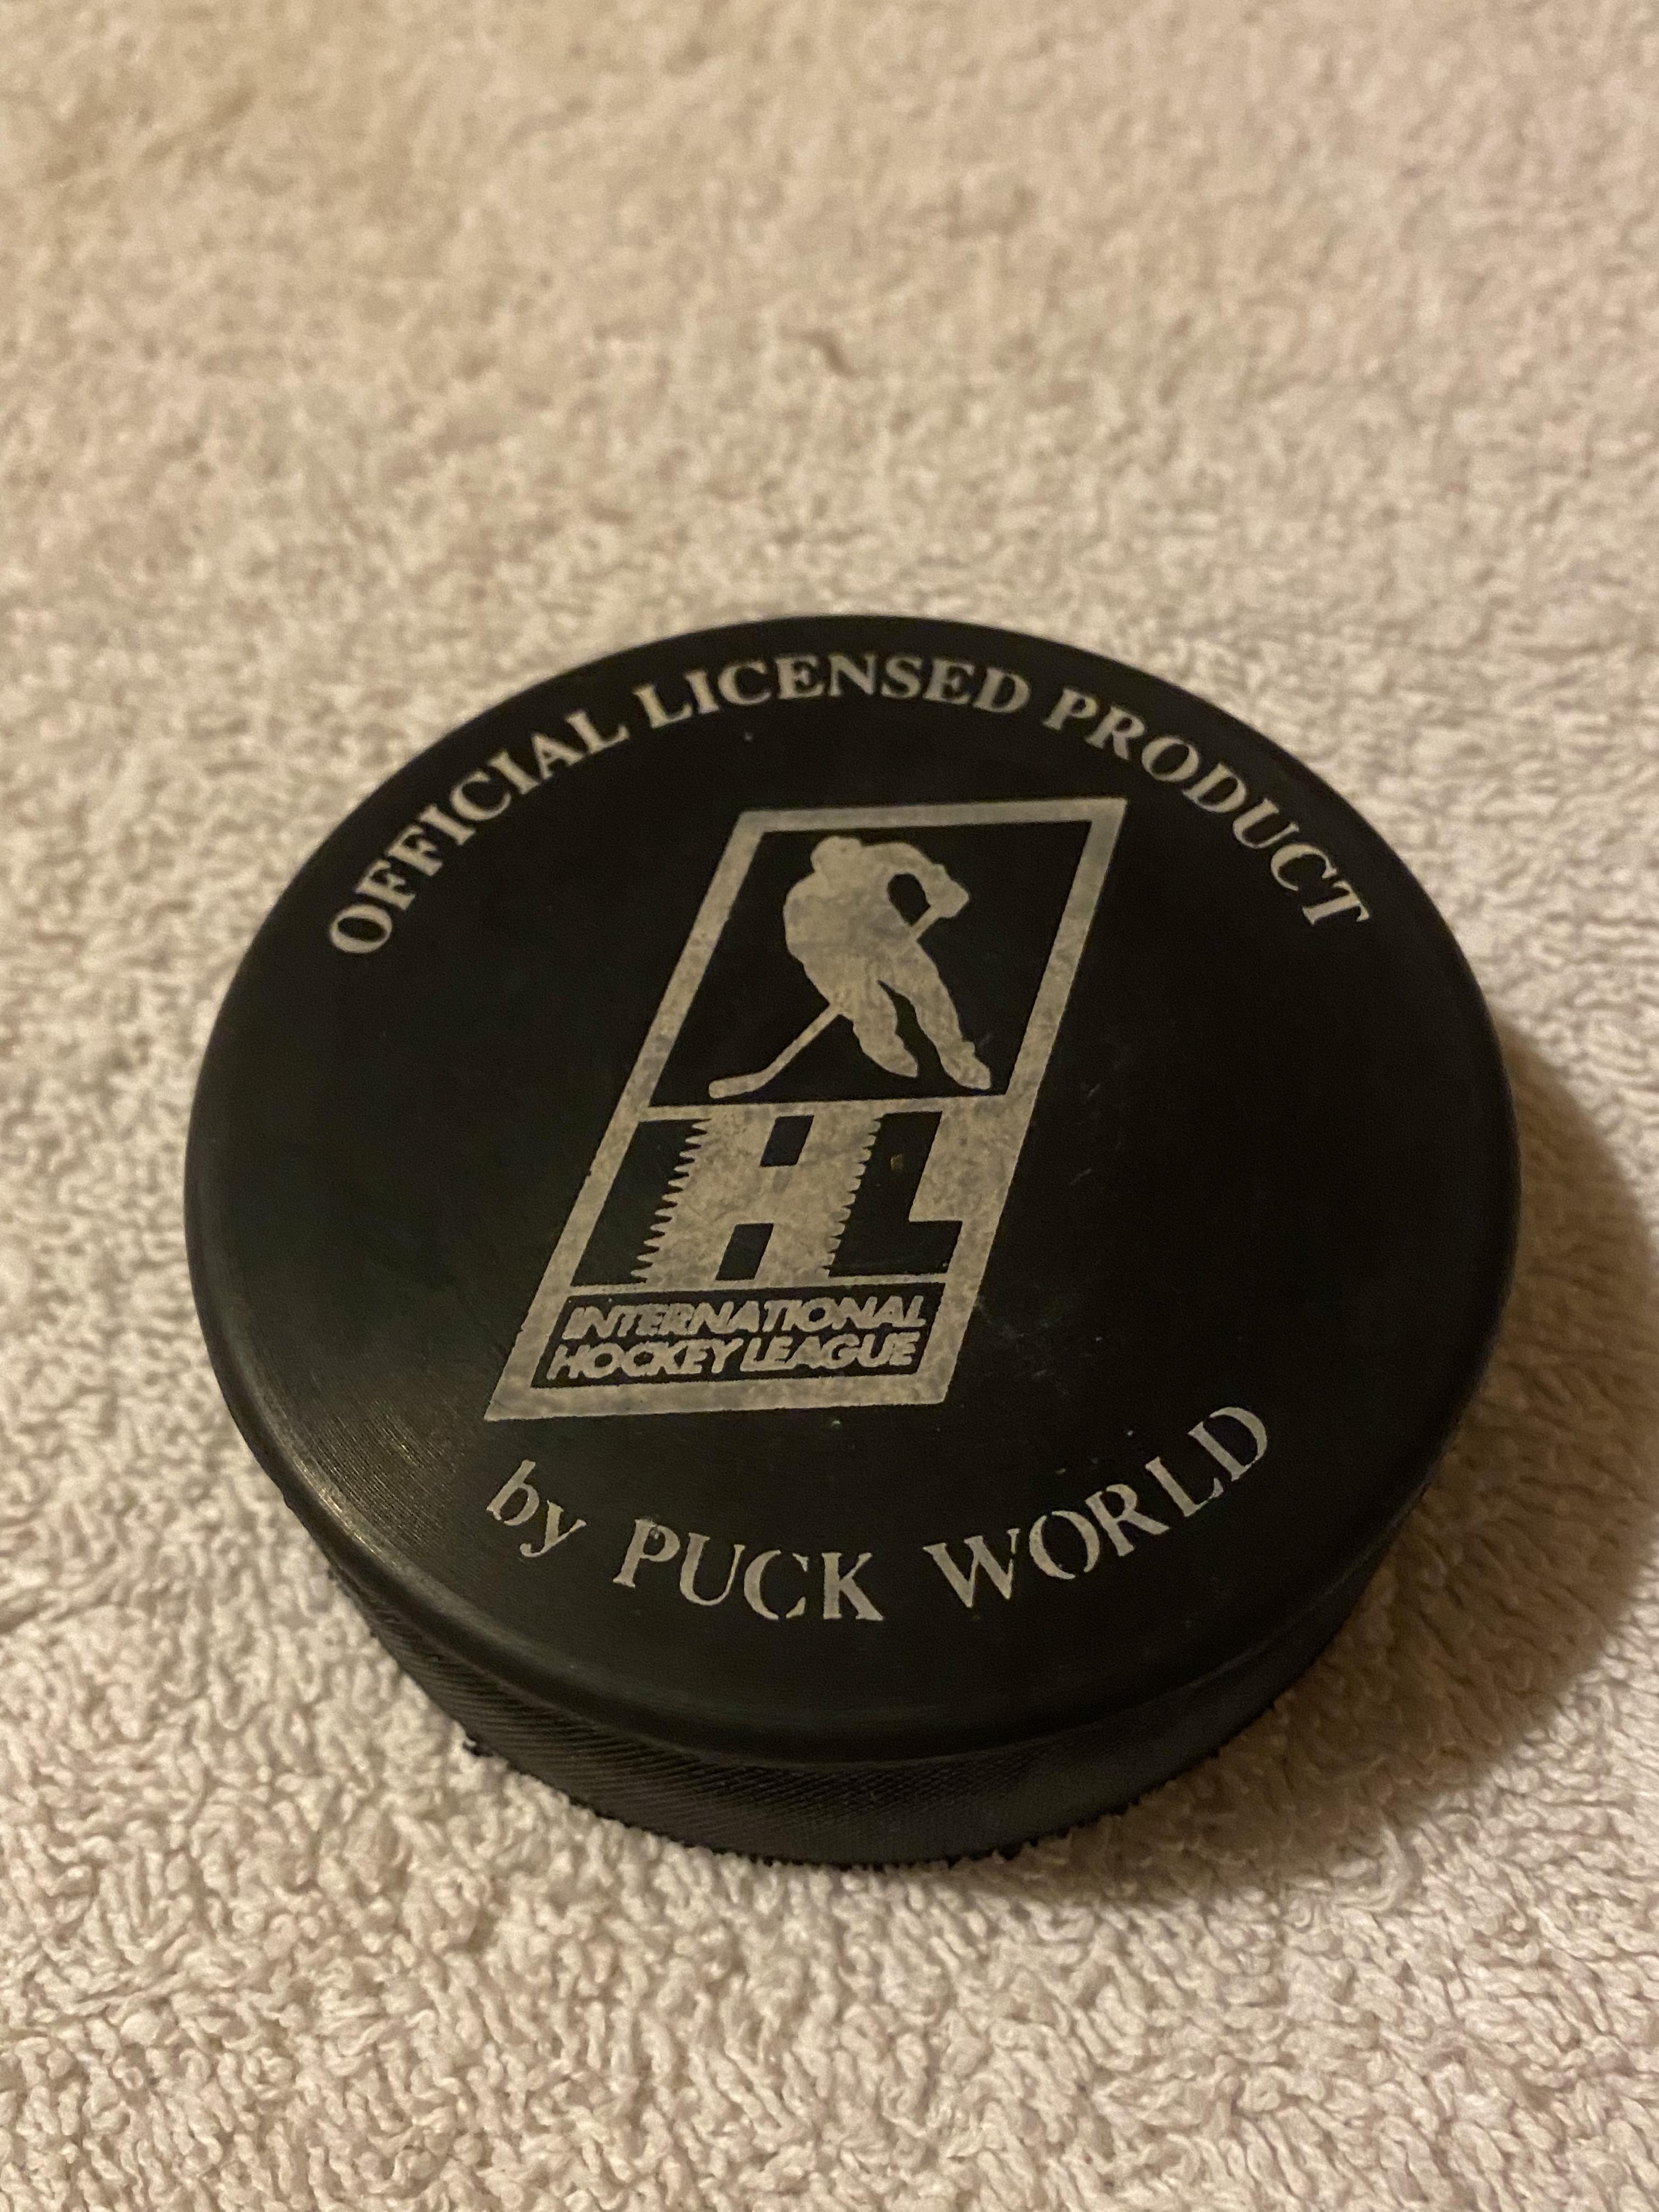 OFFICIAL LICENSED PRODUCT
IHL
INTERNATIONAL
HOCKEY LEAGUE
by PUCK WORLD